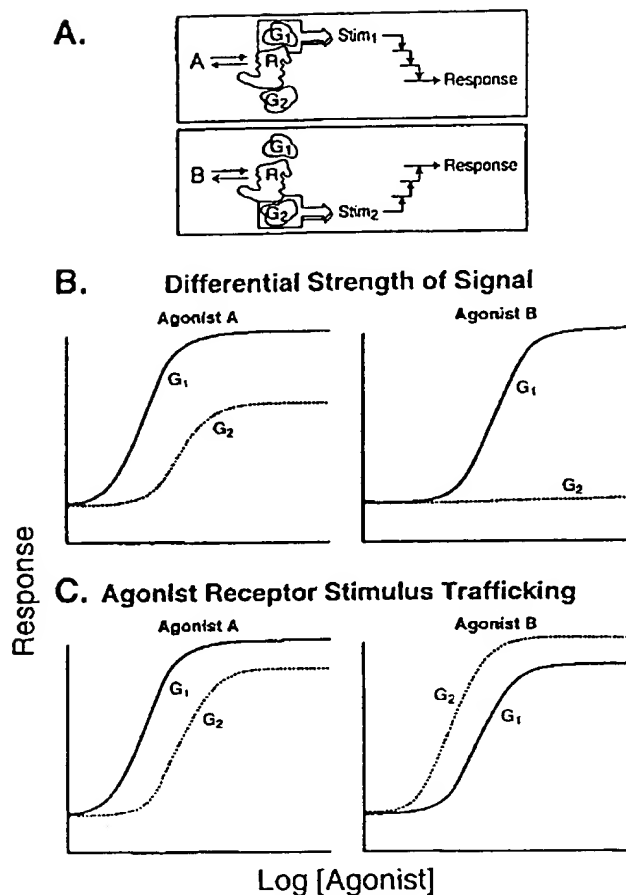 A.
G1
Stim1
A
R
Response
G2
G1
B
R
Response
G2
Stim2
B. Differential Strength of Signal
Agonist A
Agonist B
G1
G1
G2
G2
C. Agonist Receptor Stimulus Trafficking
Agonist A
Agonist B
G1
G2
G2
G1
Response
Log [Agonist]